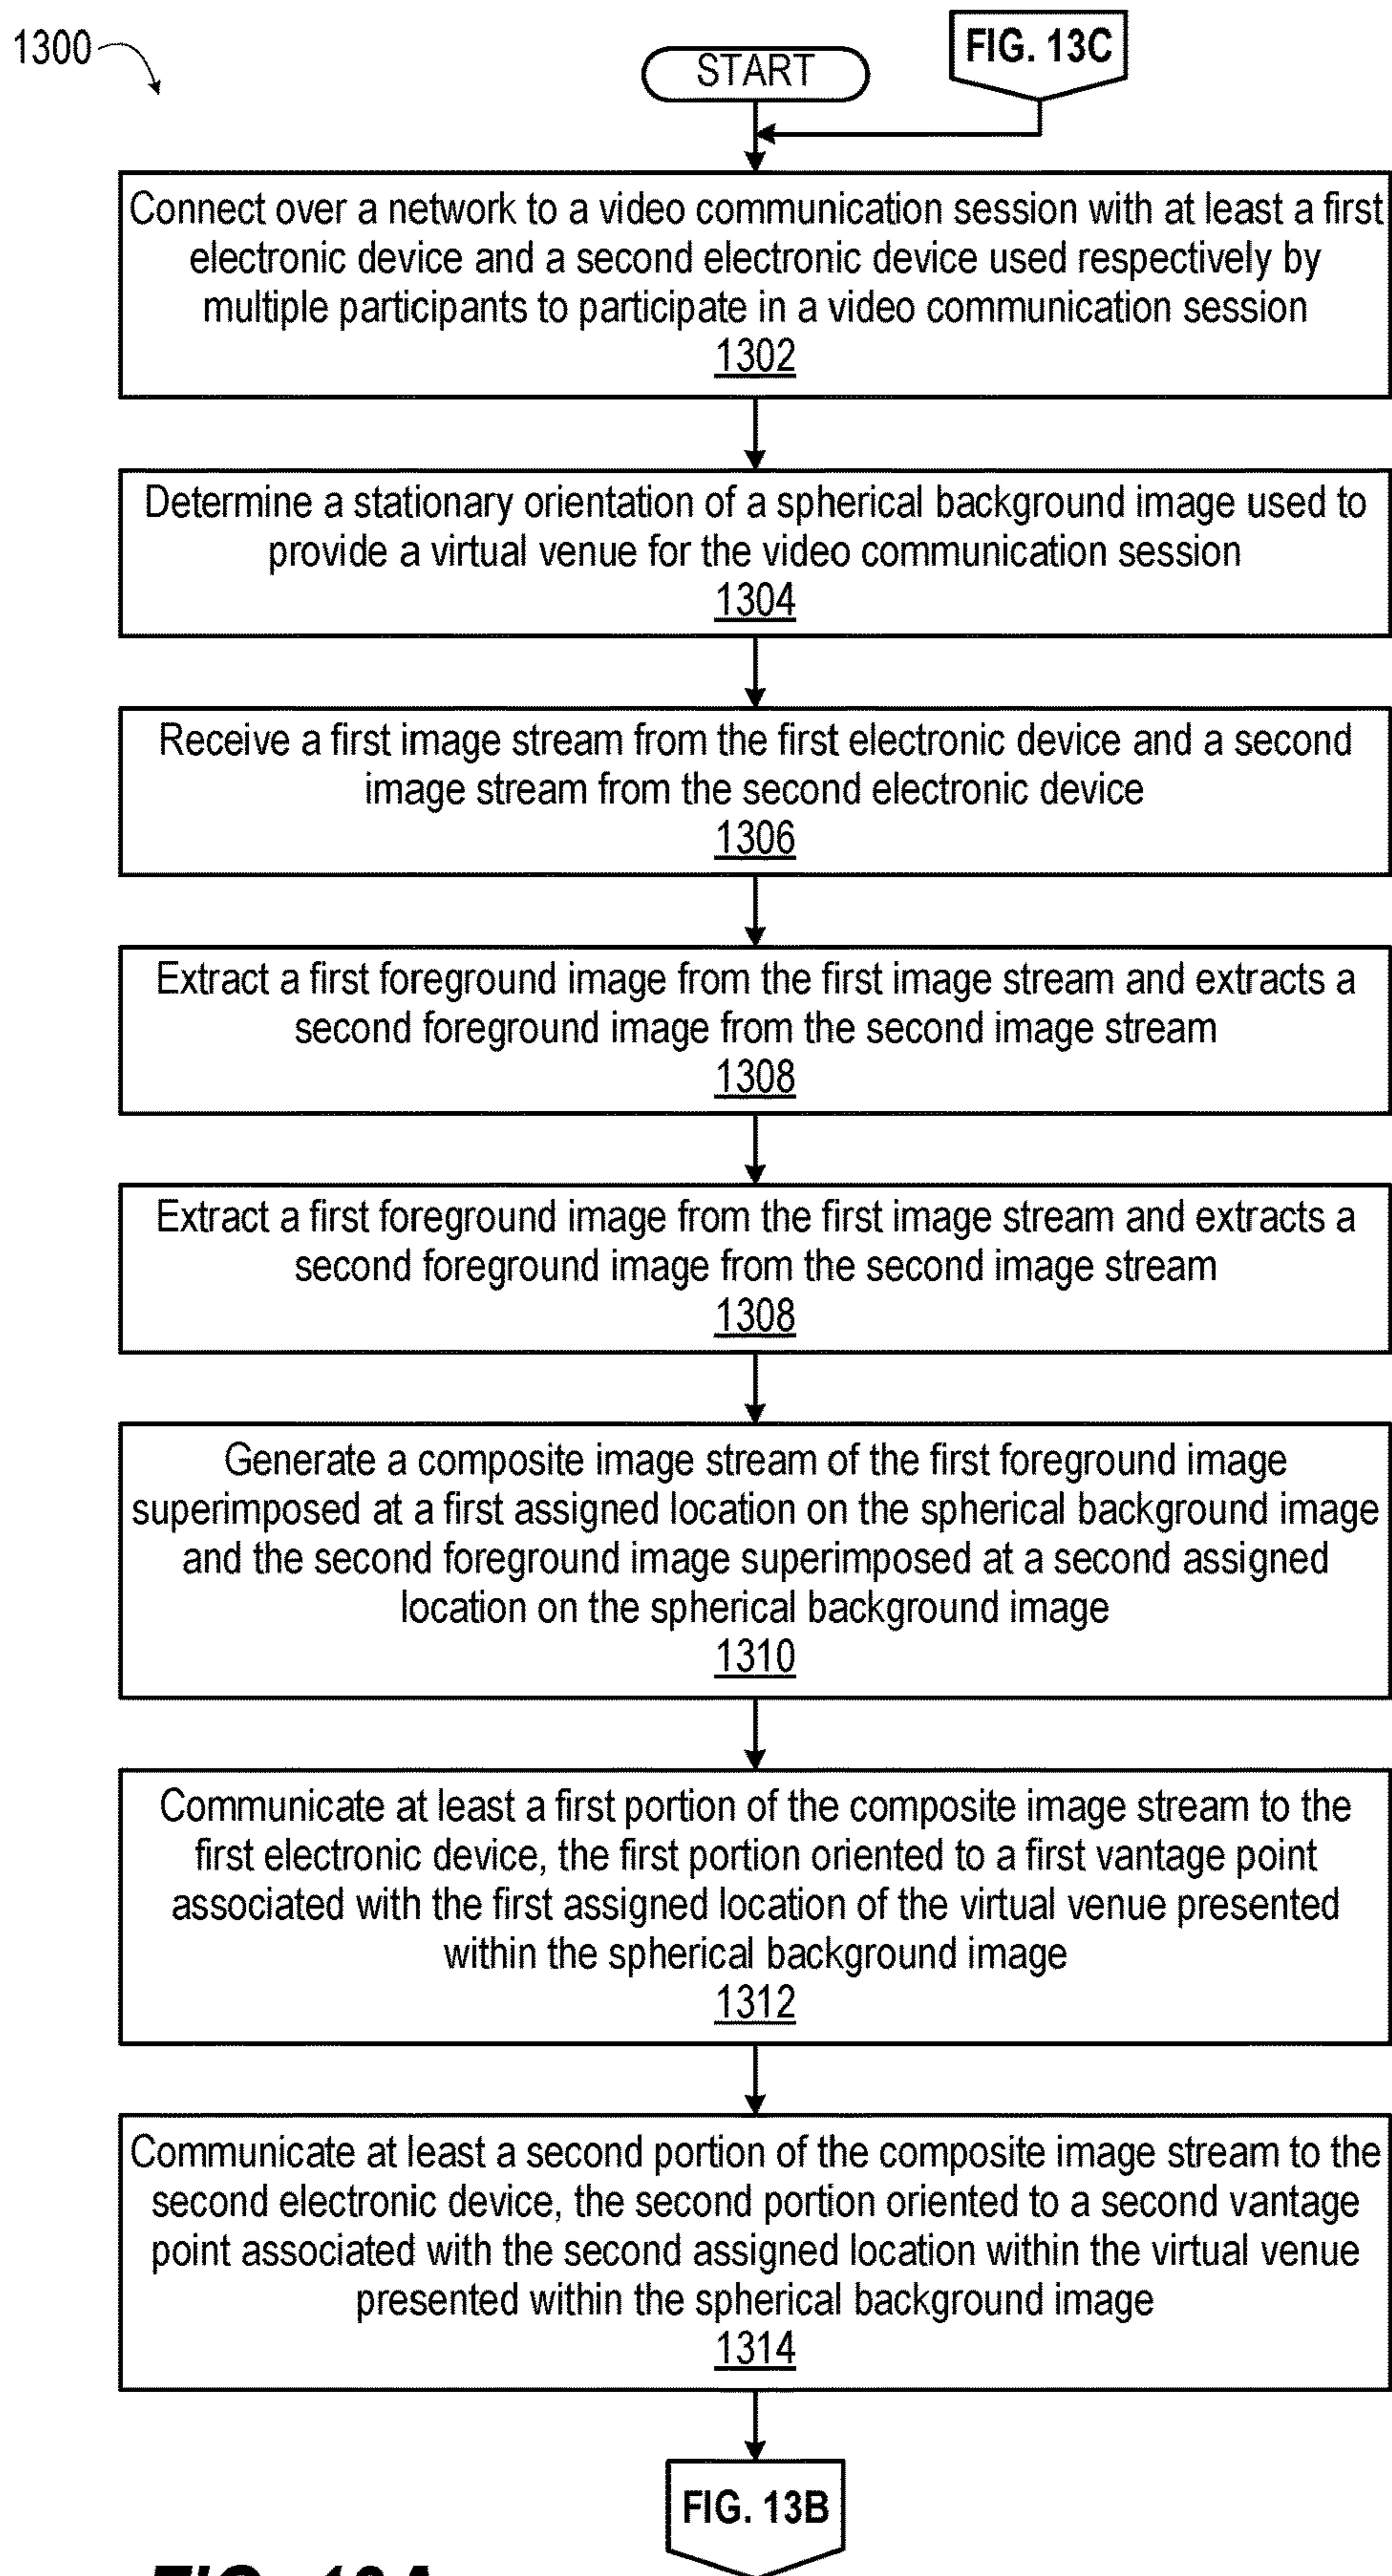 1300
START
FIG. 13C
Connect over a network to a video communication session with at least a first
electronic device and a second electronic device used respectively by
multiple participants to participate in a video communication session
1302
Determine a stationary orientation of a spherical background image used to
provide a virtual venue for the video communication session
1304
Receive a first image stream from the first electronic device and a second
image stream from the second electronic device
1306
Extract a first foreground image from the first image stream and extracts a
second foreground image from the second image stream
1308
Extract a first foreground image from the first image stream and extracts a
second foreground image from the second image stream
1308
Generate a composite image stream of the first foreground image
superimposed at a first assigned location on the spherical background image
and the second foreground image superimposed at a second assigned
location on the spherical background image
1310
Communicate at least a first portion of the composite image stream to the
first electronic device, the first portion oriented to a first vantage point
associated with the first assigned location of the virtual venue presented
within the spherical background image
1312
Communicate at least a second portion of the composite image stream to the
second electronic device, the second portion oriented to a second vantage
point associated with the second assigned location within the virtual venue
presented within the spherical background image
1314
FIG. 13B